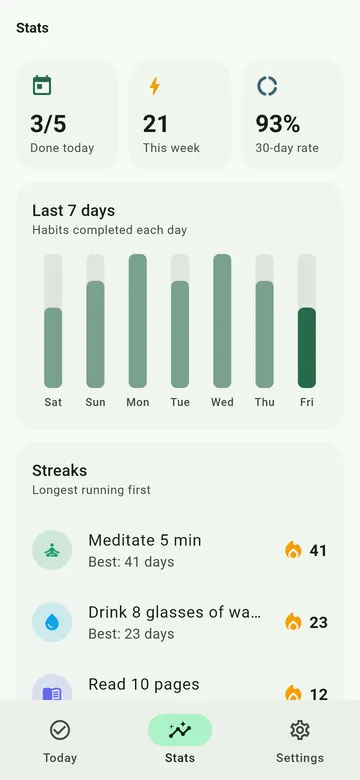 Stats
3/5
Done today
21
This week
93%
30-day rate
Last 7 days
Habits completed each day
Sat Sun Mon Tue Wed Thu Fri
Streaks
Longest running first
Meditate 5 min
Best: 41 days
41
Drink 8 glasses of wa…
Best: 23 days
23
Read 10 pages
12
Today Stats Settings